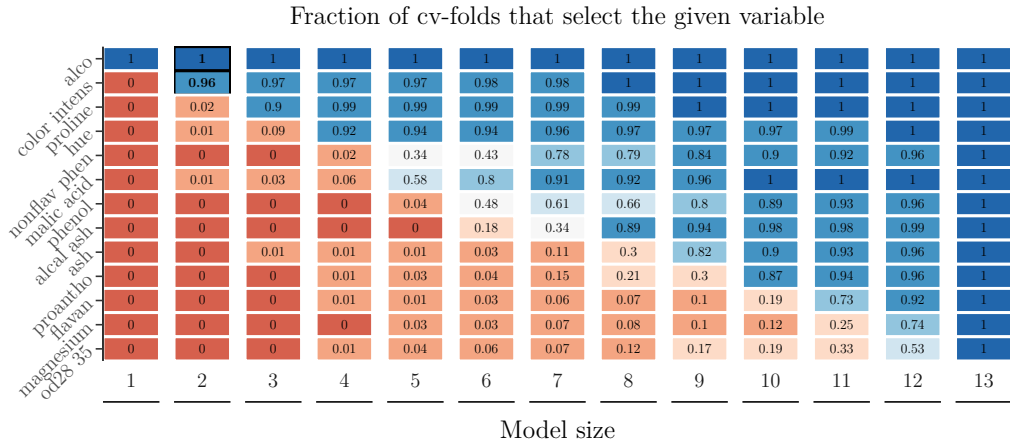 Fraction of cv-folds that select the given variable
alco 1 1 1 1 1 1 1 1 1 1 1 1 1
color intens 0 0.96 0.97 0.97 0.97 0.98 0.98 1 1 1 1 1 1
proline 0 0.02 0.9 0.99 0.99 0.99 0.99 0.99 1 1 1 1 1
hue 0 0.01 0.09 0.92 0.94 0.94 0.96 0.97 0.97 0.97 0.99 1 1
nonflav phen 0 0 0 0.02 0.34 0.43 0.78 0.79 0.84 0.9 0.92 0.96 1
malic acid 0 0.01 0.03 0.06 0.58 0.8 0.91 0.92 0.96 1 1 1 1
phenol 0 0 0 0 0.04 0.48 0.61 0.66 0.8 0.89 0.93 0.96 1
alcal ash 0 0 0 0 0 0.18 0.34 0.89 0.94 0.98 0.98 0.99 1
ash 0 0 0.01 0.01 0.01 0.03 0.11 0.3 0.82 0.9 0.93 0.96 1
proantho 0 0 0 0.01 0.03 0.04 0.15 0.21 0.3 0.87 0.94 0.96 1
flavan 0 0 0 0.01 0.01 0.03 0.06 0.07 0.1 0.19 0.73 0.92 1
magnesium 0 0 0 0 0.03 0.03 0.07 0.08 0.1 0.12 0.25 0.74 1
od28 35 0 0 0 0.01 0.04 0.06 0.07 0.12 0.17 0.19 0.33 0.53 1
1 2 3 4 5 6 7 8 9 10 11 12 13
Model size